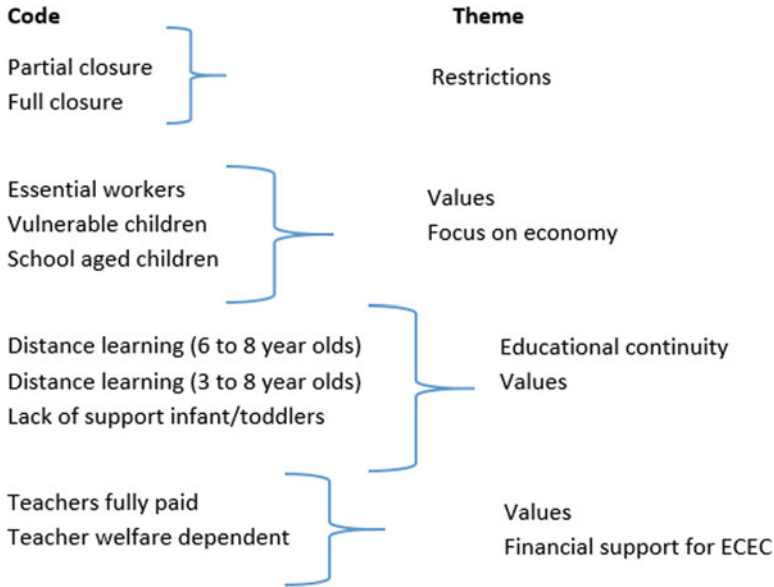 Code Theme
Partial closure
Full closure
Restrictions
Essential workers
Vulnerable children
School aged children
Values
Focus on economy
Distance learning (6 to 8 year olds)
Distance learning (3 to 8 year olds)
Lack of support infant/toddlers
Educational continuity
Values
Teachers fully paid
Teacher welfare dependent
Values
Financial support for ECEC